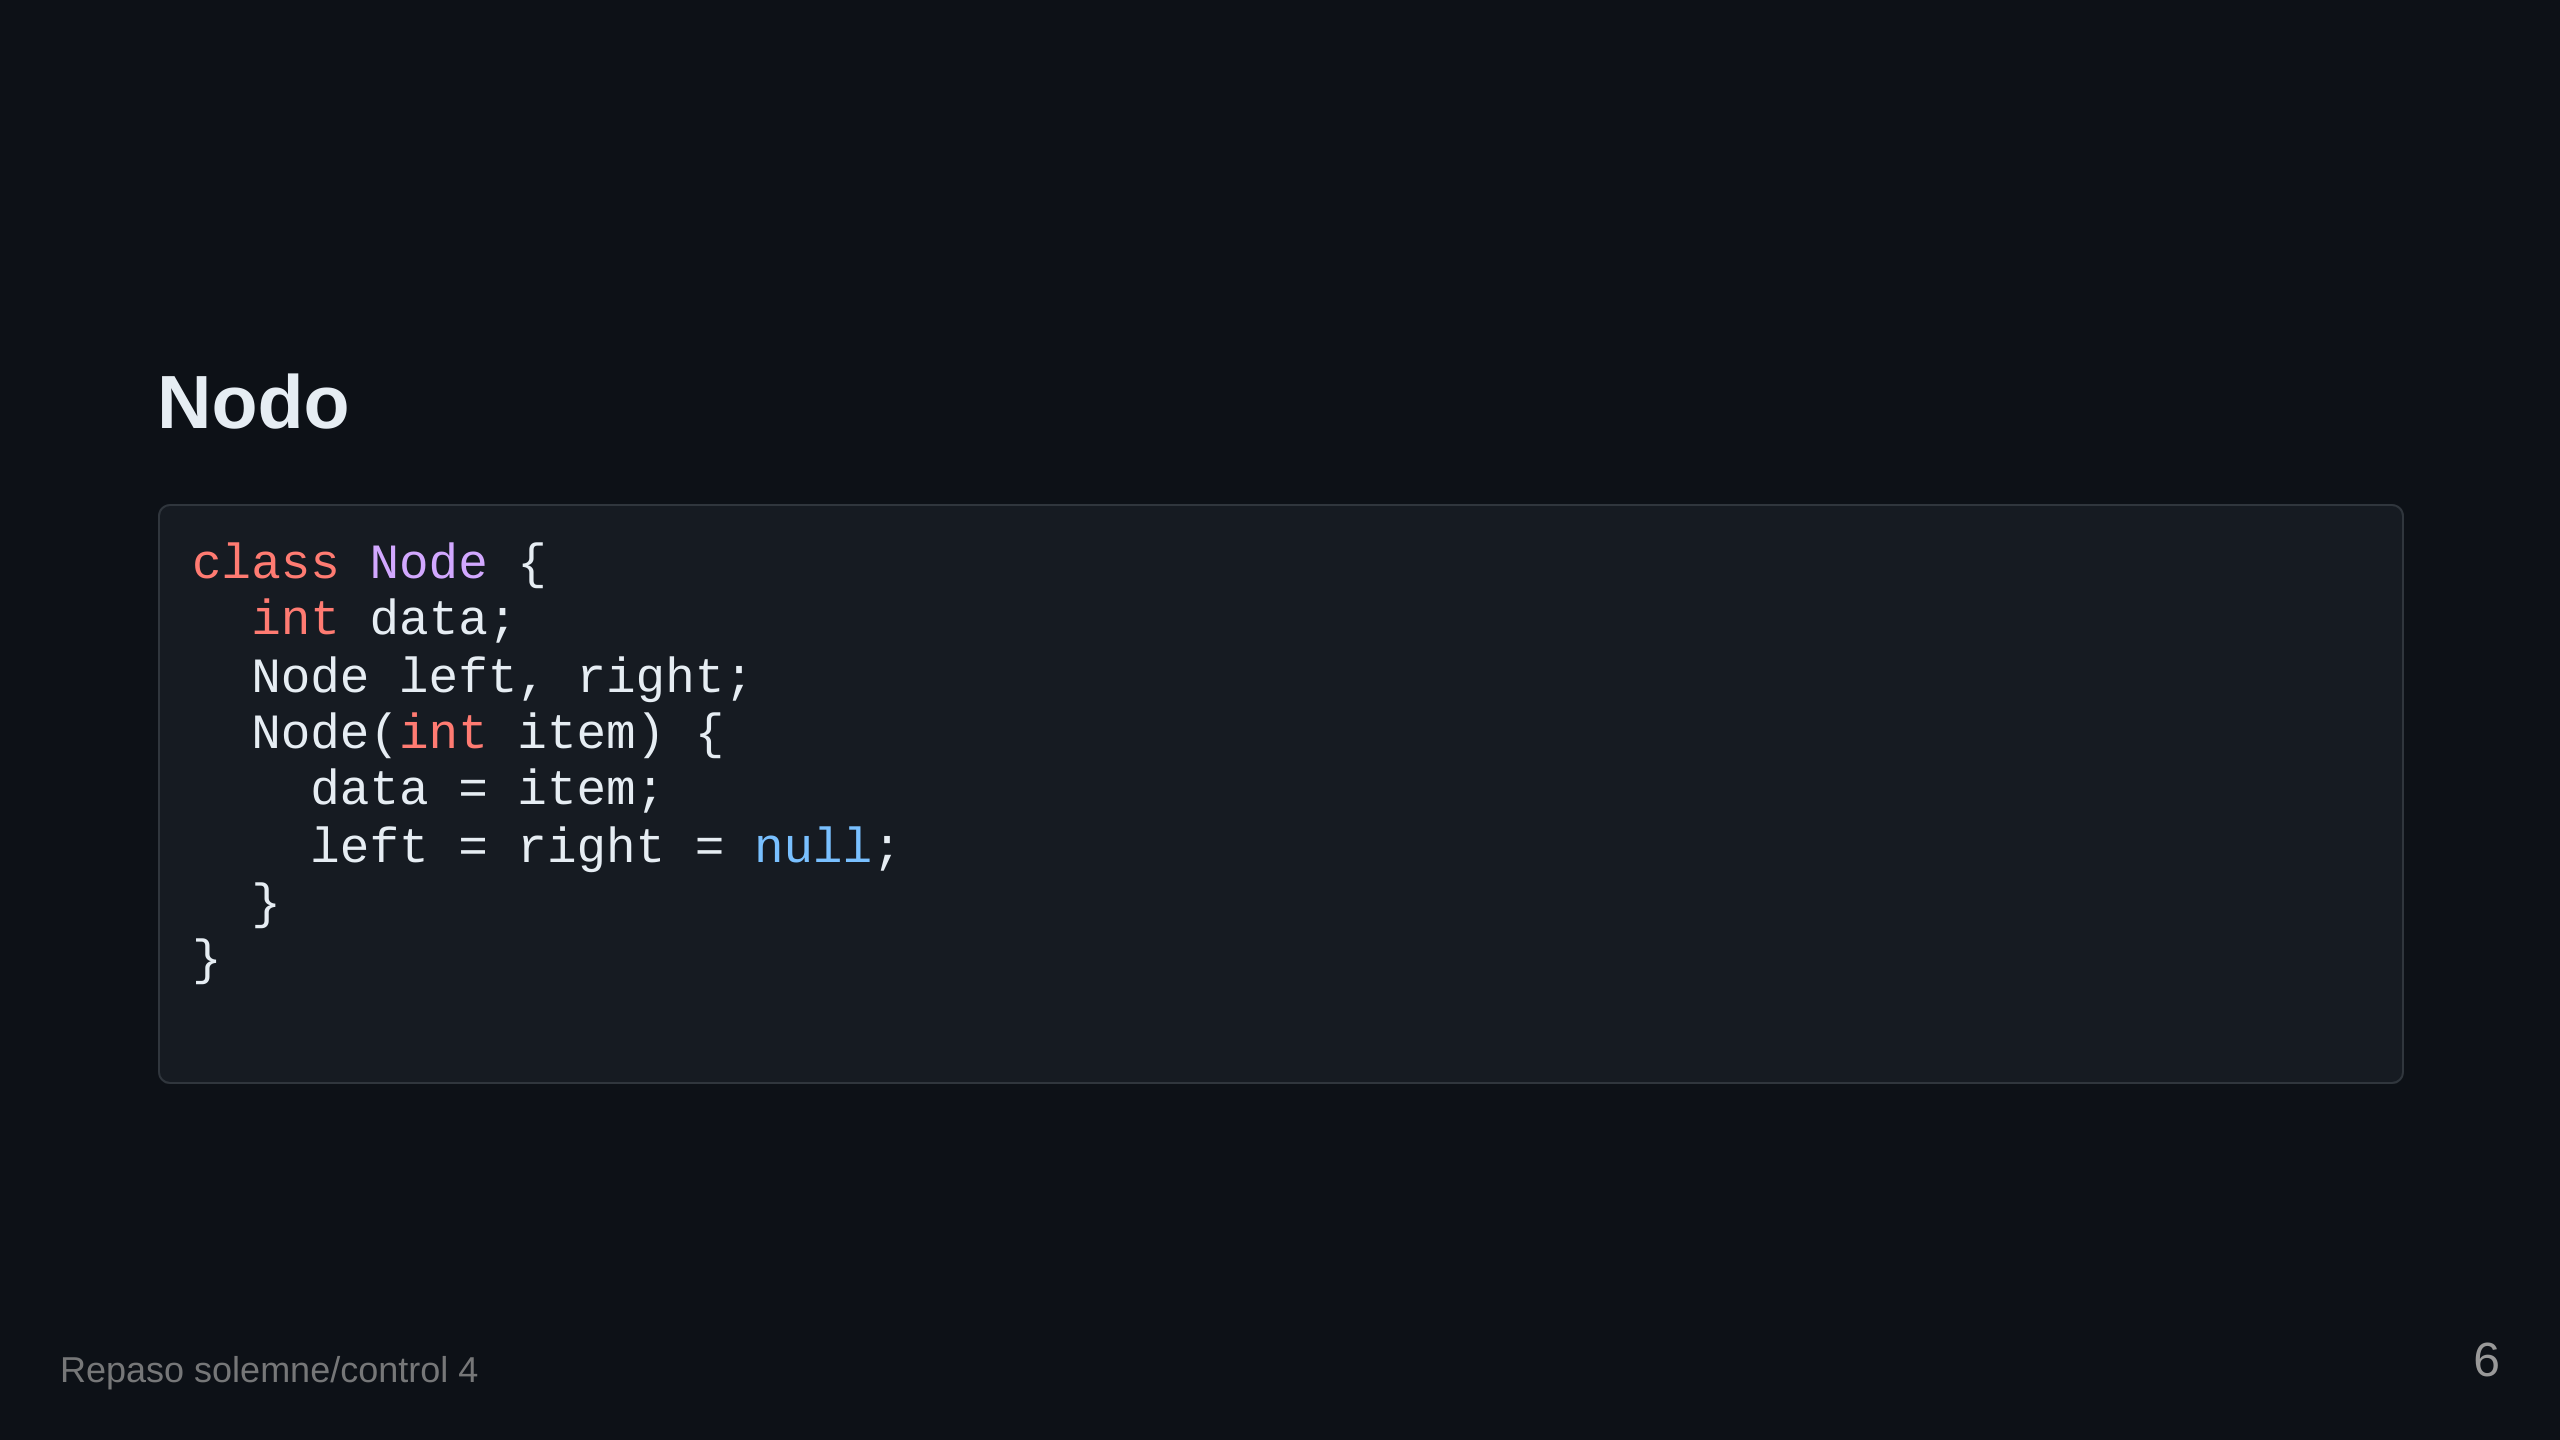 Nodo
class Node {
  int data;
  Node left, right;
  Node(int item) {
    data = item;
    left = right = null;
  }
}
Repaso solemne/control 4
6